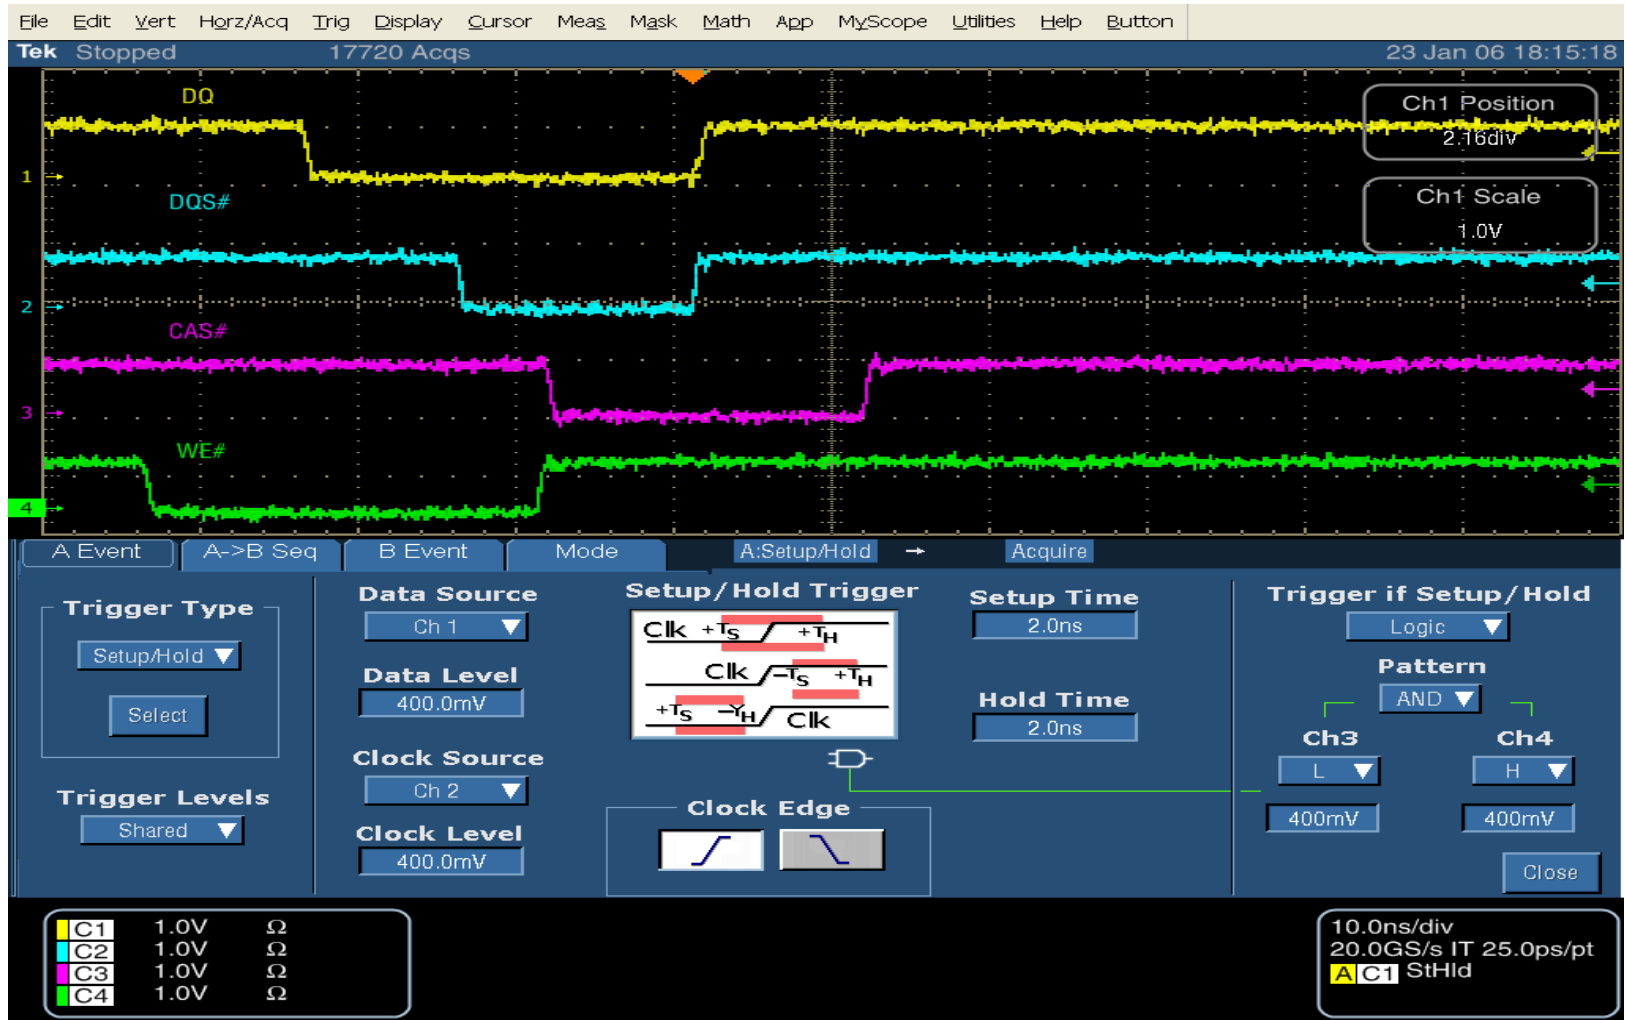 File Edit Vert Horz/Acq Trig Display Cursor Meas Mask Math App MyScope Utilities Help Button
Tek Stopped 17720 Acqs 23 Jan 06 18:15:18
DQ
Ch1 Position
2.16div
1
DQS#
Ch1 Scale
1.0V
2
CAS#
3
WE#
4
A Event A->B Seq B Event Mode A:Setup/Hold → Acquire
Trigger Type
Setup/Hold
Select
Trigger Levels
Shared
Data Source
Ch 1
Data Level
400.0mV
Clock Source
Ch 2
Clock Level
400.0mV
Setup/Hold Trigger
Clk +TS +TH
Clk -TS +TH
+TS -YH Clk
Clock Edge
Setup Time
2.0ns
Hold Time
2.0ns
Trigger if Setup/Hold
Logic
Pattern
AND
Ch3 Ch4
L H
400mV 400mV
Close
C1 1.0V Ω
C2 1.0V Ω
C3 1.0V Ω
C4 1.0V Ω
10.0ns/div
20.0GS/s IT 25.0ps/pt
A C1 StHld